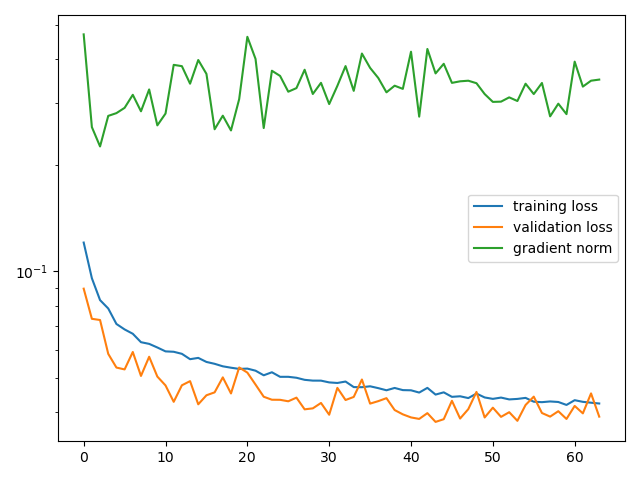 10⁻¹
training loss
validation loss
gradient norm
0 10 20 30 40 50 60